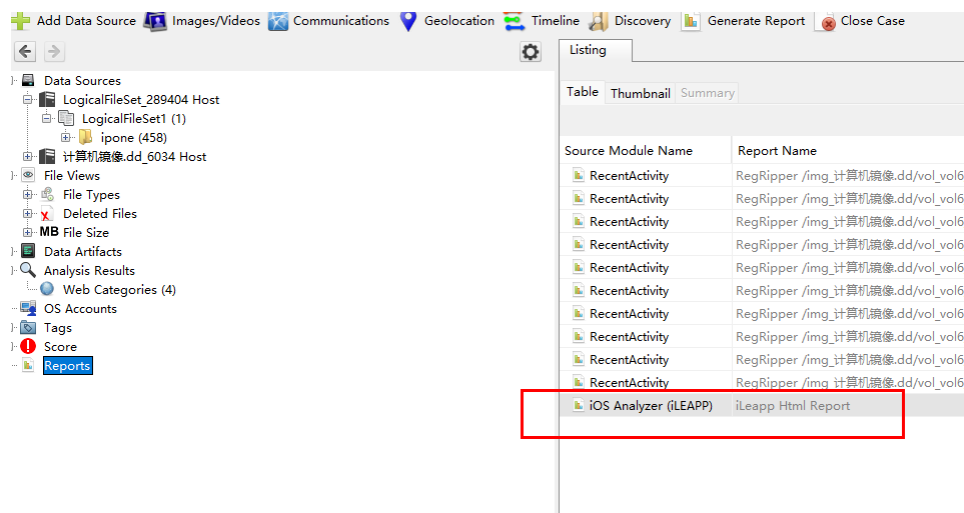 Add Data Source Images/Videos Communications Geolocation Timeline Discovery Generate Report Close Case
Listing
Data Sources
LogicalFileSet_289404 Host
LogicalFileSet1 (1)
ipone (458)
计算机镜像.dd_6034 Host
File Views
File Types
Deleted Files
MB File Size
Data Artifacts
Analysis Results
Web Categories (4)
OS Accounts
Tags
Score
Reports
Table Thumbnail Summary
Source Module Name Report Name
RecentActivity RegRipper /img_计算机镜像.dd/vol_vol6
RecentActivity RegRipper /img_计算机镜像.dd/vol_vol6
RecentActivity RegRipper /img_计算机镜像.dd/vol_vol6
RecentActivity RegRipper /img_计算机镜像.dd/vol_vol6
RecentActivity RegRipper /img_计算机镜像.dd/vol_vol6
RecentActivity RegRipper /img_计算机镜像.dd/vol_vol6
RecentActivity RegRipper /img_计算机镜像.dd/vol_vol6
RecentActivity RegRipper /img_计算机镜像.dd/vol_vol6
RecentActivity RegRipper /img_计算机镜像.dd/vol_vol6
RecentActivity RegRipper /img_计算机镜像.dd/vol_vol6
iOS Analyzer (iLEAPP) iLeapp Html Report